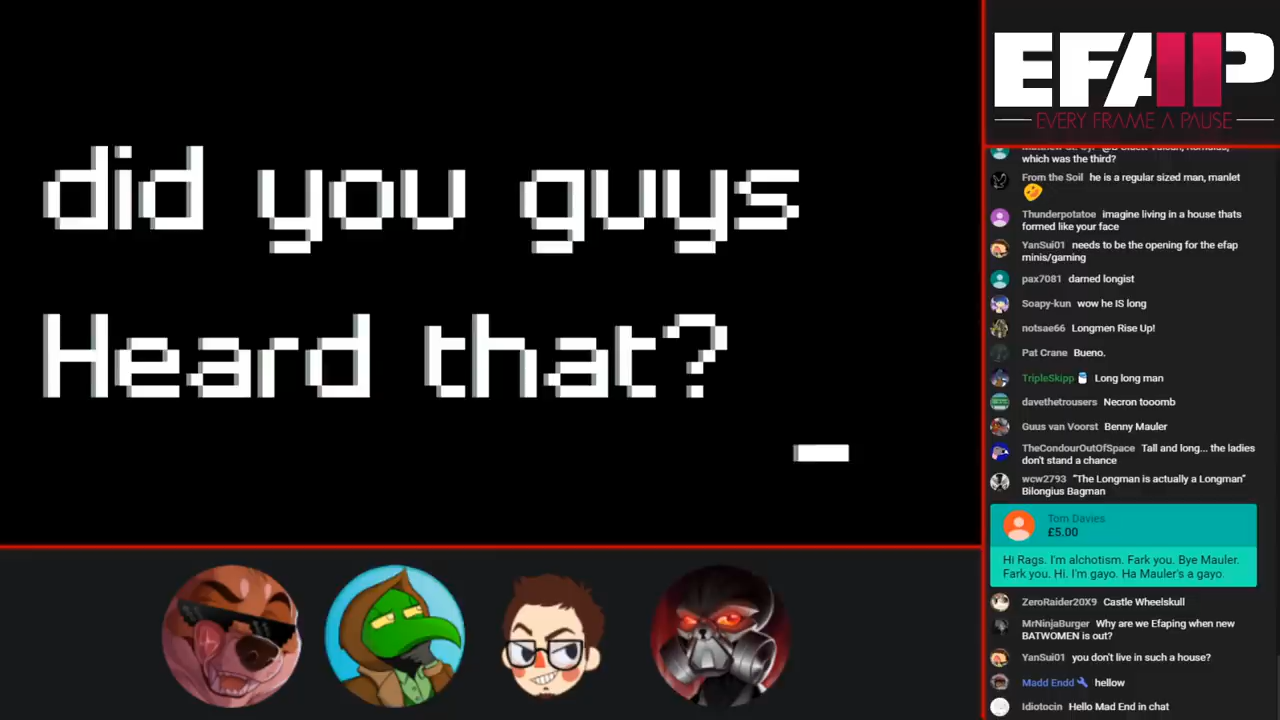 did you guys
Heard that?
_
EFAP
EVERY FRAME A PAUSE
which was the third?
From the Soil he is a regular sized man, manlet
Thunderpotatoe imagine living in a house thats
formed like your face
YanSui01 needs to be the opening for the efap
minis/gaming
pax7081 darned longist
Soapy-kun wow he IS long
notsae66 Longmen Rise Up!
Pat Crane Bueno.
TripleSkipp Long long man
davethetrousers Necron tooomb
Guus van Voorst Benny Mauler
TheCondourOutOfSpace Tall and long... the ladies
don't stand a chance
wcw2793 “The Longman is actually a Longman”
Bilongius Bagman
Tom Davies
£5.00
Hi Rags. I'm alchotism. Fark you. Bye Mauler.
Fark you. Hi. I'm gayo. Ha Mauler's a gayo.
ZeroRaider20X9 Castle Wheelskull
MrNinjaBurger Why are we Efaping when new
BATWOMEN is out?
YanSui01 you don't live in such a house?
Madd Endd hellow
Idiotocin Hello Mad End in chat